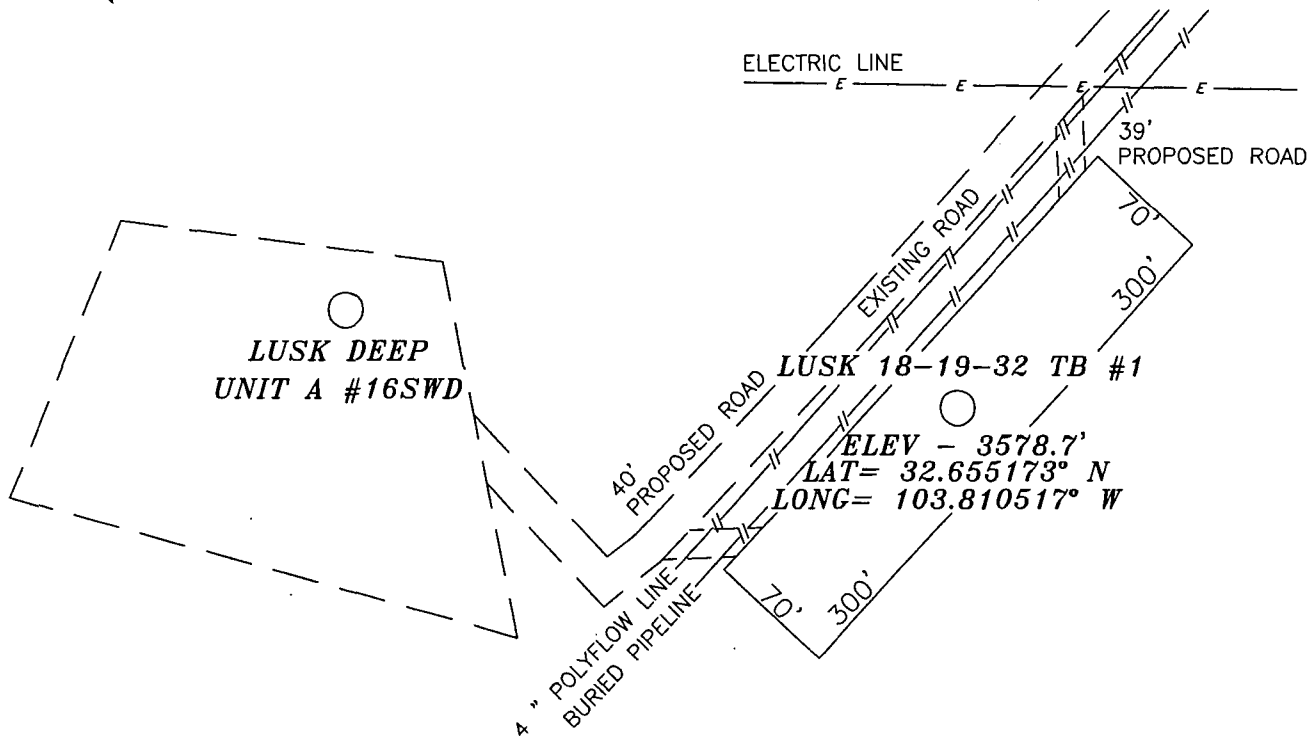 ELECTRIC LINE
E E E E
39'
PROPOSED ROAD
70'
300'
EXISTING ROAD
LUSK DEEP
UNIT A #16SWD
LUSK 18-19-32 TB #1
ELEV - 3578.7'
LAT= 32.655173° N
LONG= 103.810517° W
40'
PROPOSED ROAD
70'
300'
4 " POLYFLOW LINE
BURIED PIPELINE